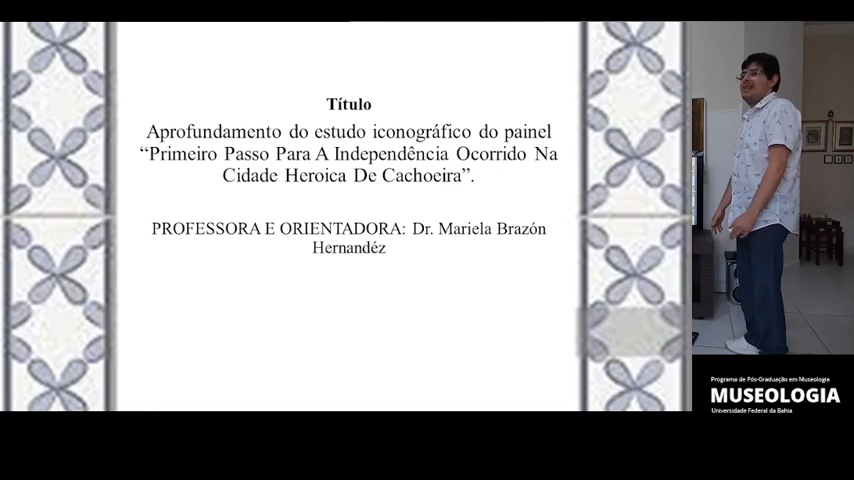 Título
Aprofundamento do estudo iconográfico do painel
“Primeiro Passo Para A Independência Ocorrido Na
Cidade Heroica De Cachoeira”.
PROFESSORA E ORIENTADORA: Dr. Mariela Brazón
Hernandéz
Programa de Pós-Graduação em Museologia
MUSEOLOGIA
Universidade Federal da Bahia